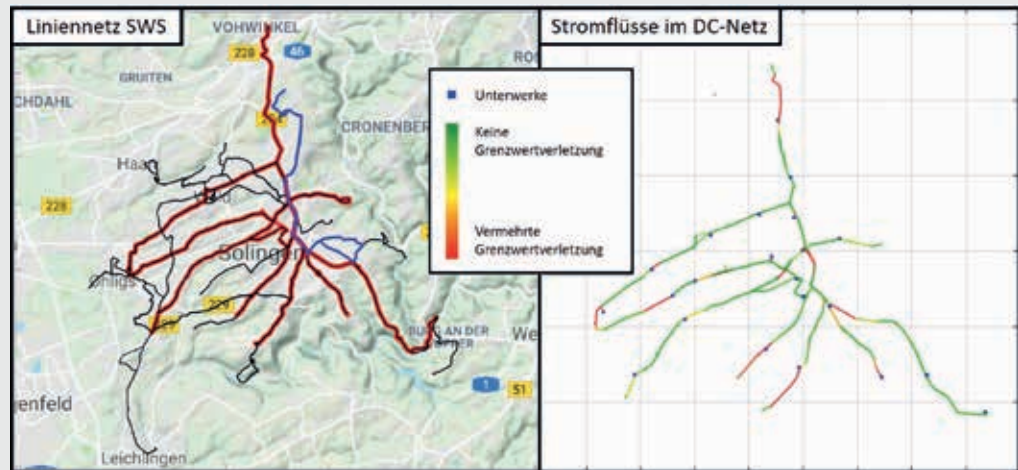 Liniennetz SWS
VOHWINKEL
228
46
GRUITEN
CHDAHL
CRONENBER
Haan
228
Solingen
Ohligs
229
BURG AN DER
We
1
51
enfeld
Leichlingen
Stromflüsse im DC-Netz
Unterwerke
Keine
Grenzwertverletzung
Vermehrte
Grenzwertverletzung